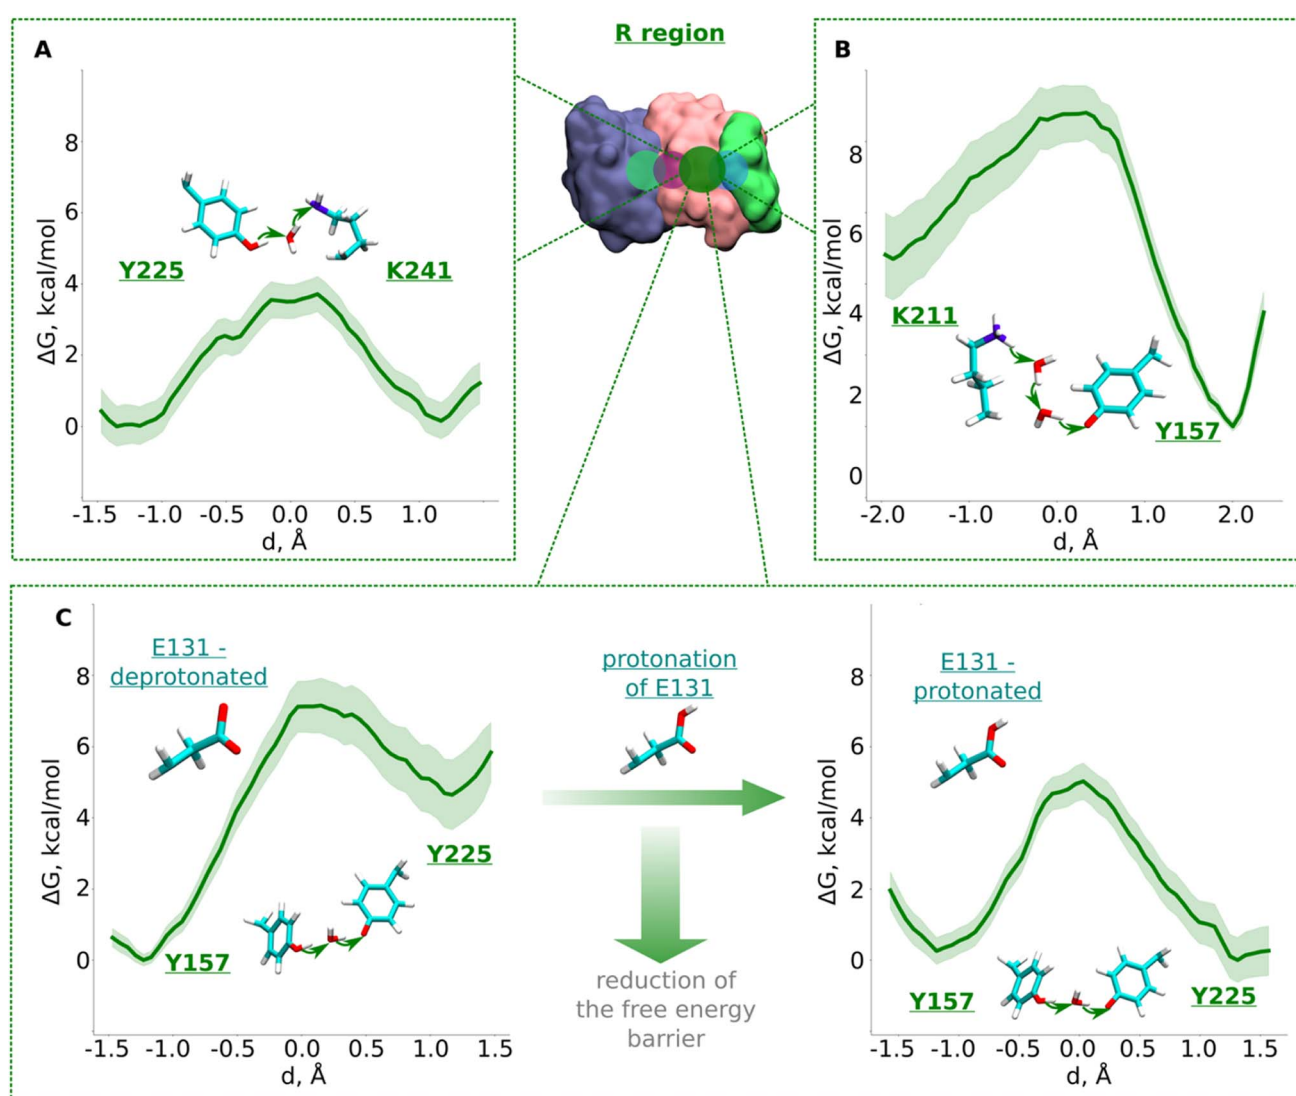 R region
A
8
6
4
2
0
ΔG, kcal/mol
Y225
K241
-1.5 -1.0 -0.5 0.0 0.5 1.0
d, Å
B
8
6
4
2
0
ΔG, kcal/mol
K211
Y157
-2.0 -1.0 0.0 1.0 2.0
d, Å
C
8
6
4
2
0
ΔG, kcal/mol
E131 -
deprotonated
Y157
Y225
-1.5 -1.0 -0.5 0.0 0.5 1.0 1.5
d, Å
protonation
of E131
reduction of
the free energy
barrier
8
6
4
2
0
ΔG, kcal/mol
E131 -
protonated
Y157
Y225
-1.5 -1.0 -0.5 0.0 0.5 1.0 1.5
d, Å